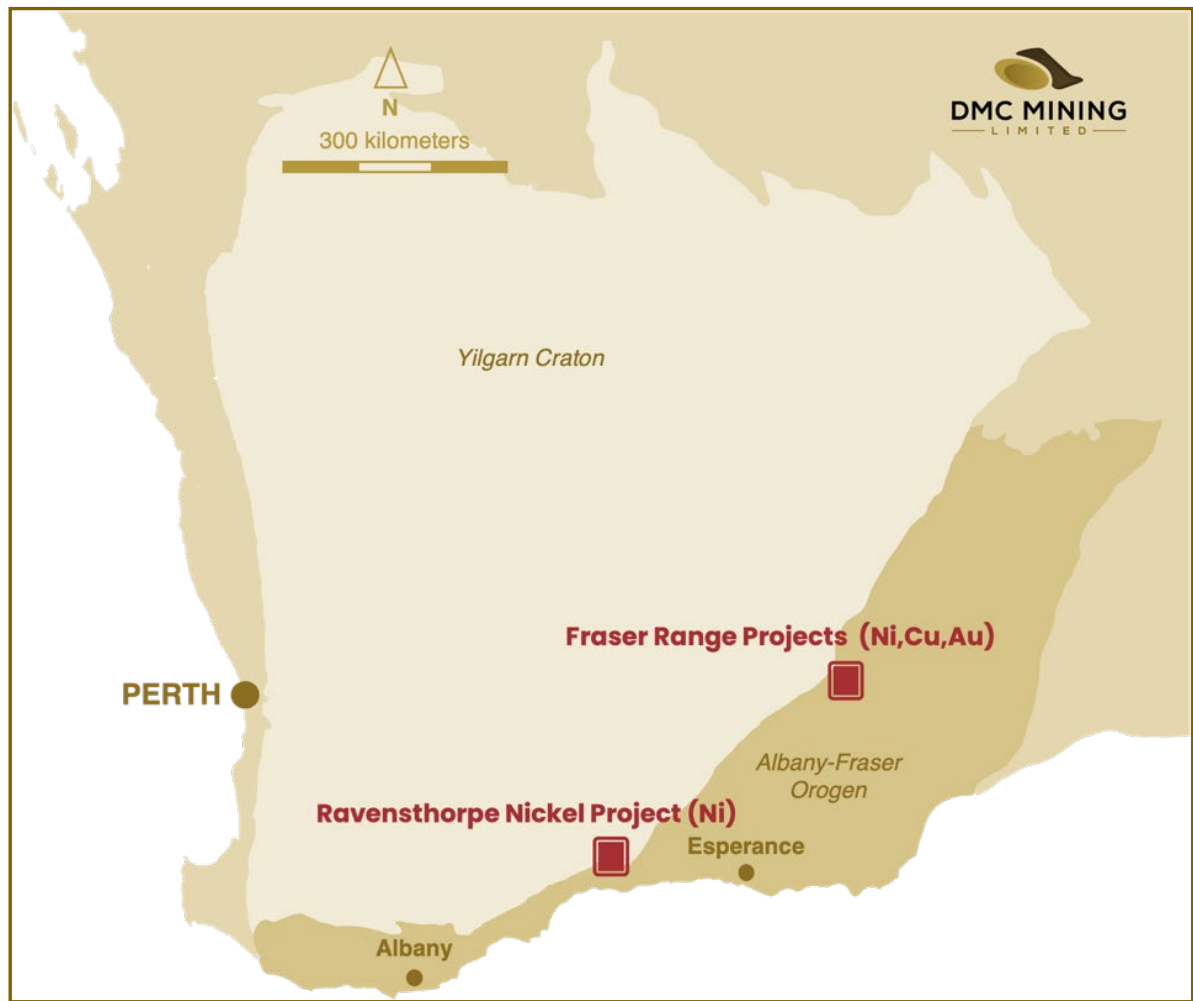 N
300 kilometers
DMC MINING
LIMITED
Yilgarn Craton
Fraser Range Projects (Ni,Cu,Au)
PERTH
Albany-Fraser
Orogen
Ravensthorpe Nickel Project (Ni)
Esperance
Albany